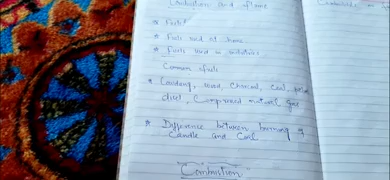 Combustion and flame
* Fuels?
* Fuels used at home
* Fuels used in
Common fuels
* Cowdung, wood, charcoal, coal, petrol
diesel, Compressed natural gas
* Difference between burning of
Candle and Coal
Combustion